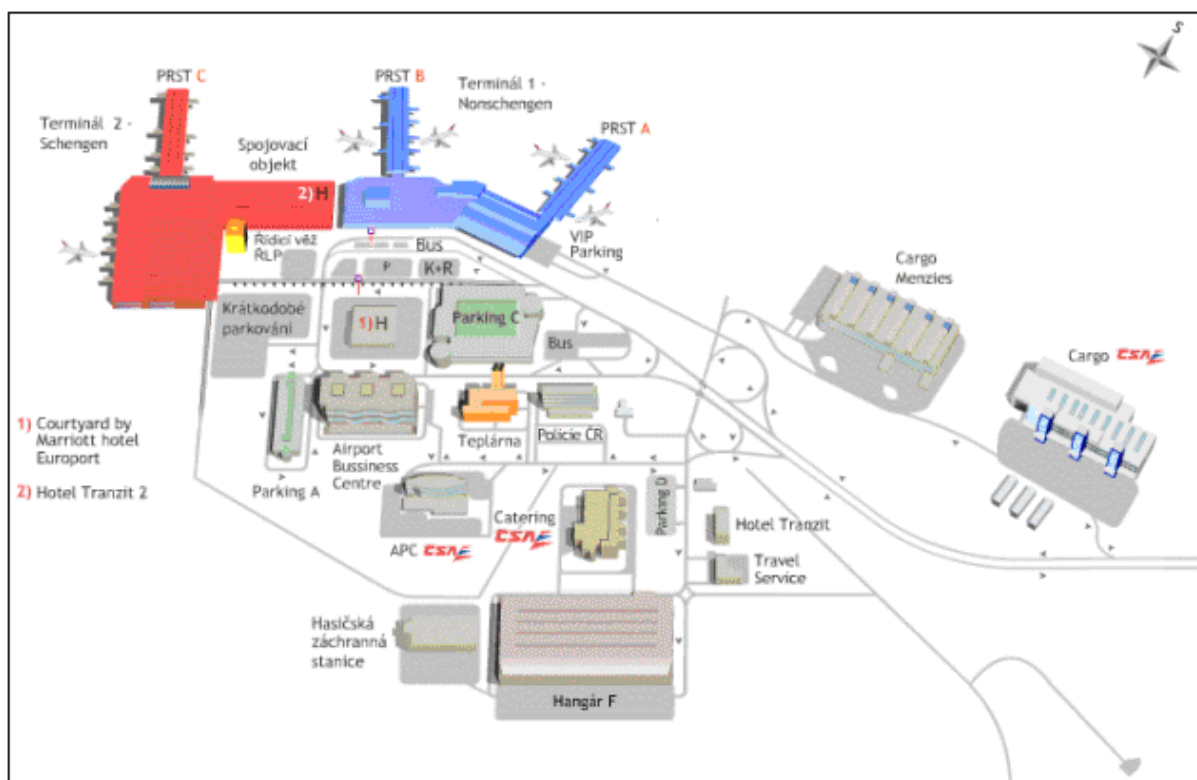 S
PRST C
PRST B
Terminál 1 -
Nonschengen
PRST A
Terminál 2 -
Schengen
Spojovací
objekt
2) H
Řídicí věž
ŘLP
Bus
VIP
Parking
P
K+R
Cargo
Menzies
Krátkodobé
parkování
1) H
Parking C
Bus
Cargo CSA
1) Courtyard by
Marriott hotel
Europort
2) Hotel Tranzit 2
Airport
Bussiness
Centre
Teplárna
Policie ČR
Parking A
APC CSA
Catering
CSA
Parking D
Hotel Tranzit
Travel
Service
Hasičská
záchranná
stanice
Hangár F